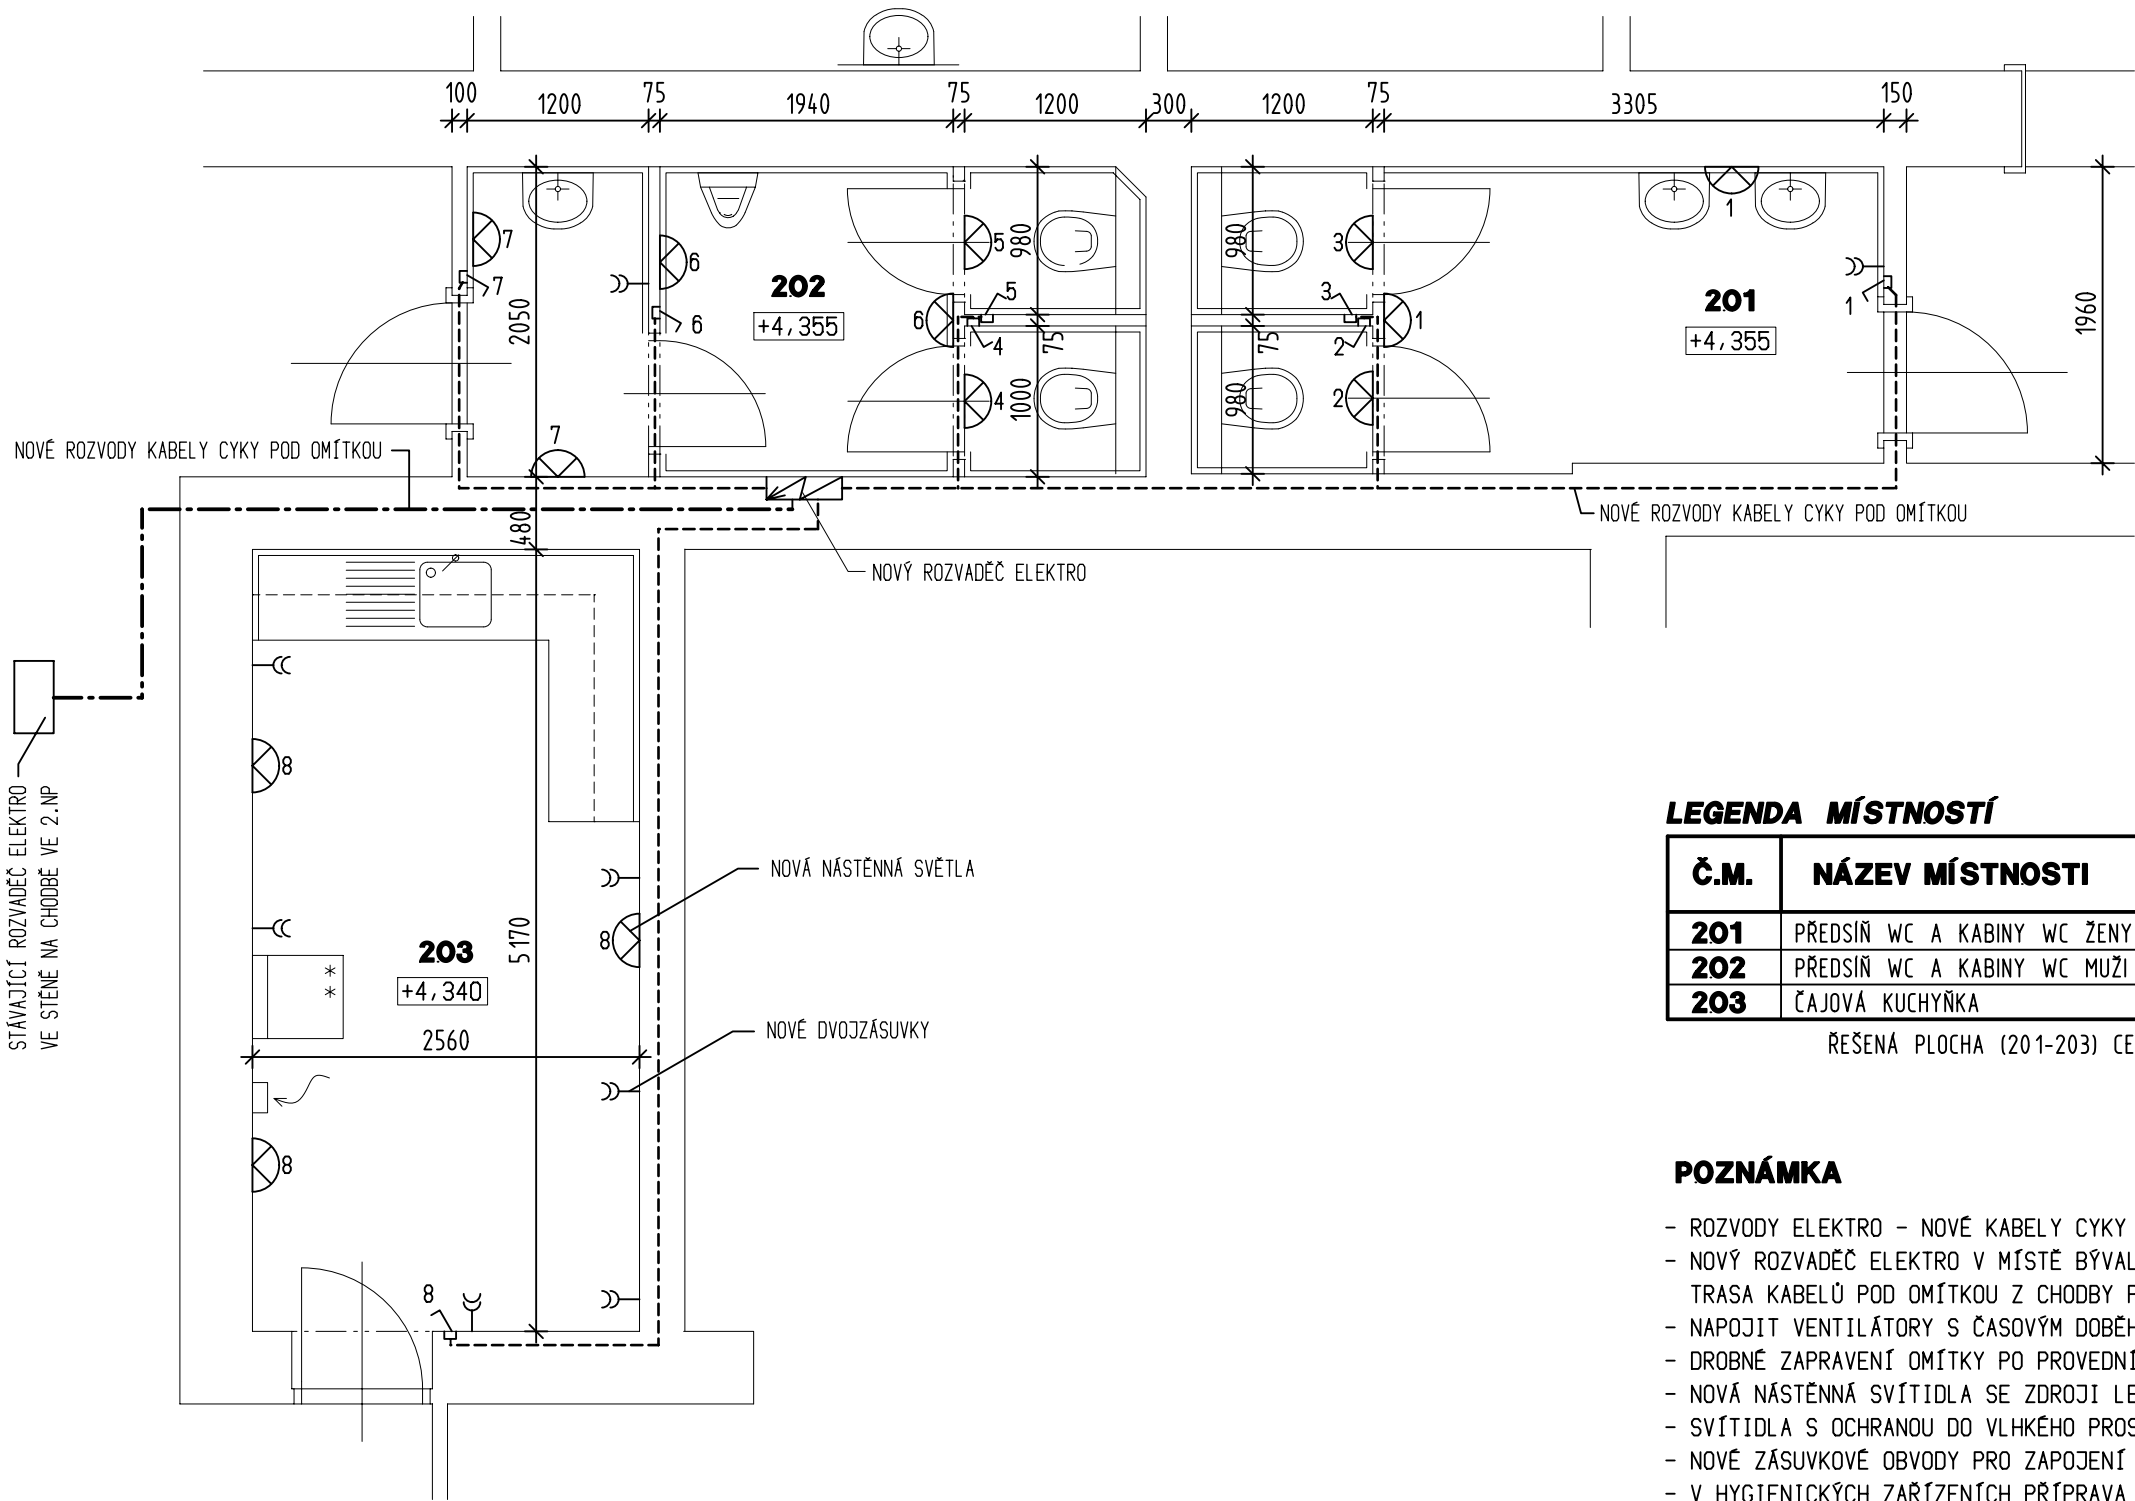 100
1200
75
1940
75
1200
300
1200
75
3305
150
7
7
2050
6
6
202
+4,355
6
5
980
5
4
75
4
1000
980
3
3
2
75
2
980
1
1
201
+4,355
1
1960
7
NOVÉ ROZVODY KABELY CYKY POD OMÍTKOU
480
NOVÉ ROZVODY KABELY CYKY POD OMÍTKOU
NOVÝ ROZVADĚČ ELEKTRO
STÁVAJÍCÍ ROZVADĚČ ELEKTRO
VE STĚNĚ NA CHODBĚ VE 2.NP
8
NOVÁ NÁSTĚNNÁ SVĚTLA
8
203
+4,340
5170
2560
NOVÉ DVOJZÁSUVKY
8
8
LEGENDA MÍSTNOSTÍ
Č.M. NÁZEV MÍSTNOSTI
201 PŘEDSÍŇ WC A KABINY WC ŽENY
202 PŘEDSÍŇ WC A KABINY WC MUŽI
203 ČAJOVÁ KUCHYŇKA
ŘEŠENÁ PLOCHA (201-203) CE
POZNÁMKA
- ROZVODY ELEKTRO - NOVÉ KABELY CYKY
- NOVÝ ROZVADĚČ ELEKTRO V MÍSTĚ BÝVAL
TRASA KABELŮ POD OMÍTKOU Z CHODBY P
- NAPOJIT VENTILÁTORY S ČASOVÝM DOBĚH
- DROBNÉ ZAPRAVENÍ OMÍTKY PO PROVEDNÍ
- NOVÁ NÁSTĚNNÁ SVÍTIDLA SE ZDROJI LE
- SVÍTIDLA S OCHRANOU DO VLHKÉHO PROS
- NOVÉ ZÁSUVKOVÉ OBVODY PRO ZAPOJENÍ
- V HYGIENICKÝCH ZAŘÍZENÍCH PŘÍPRAVA